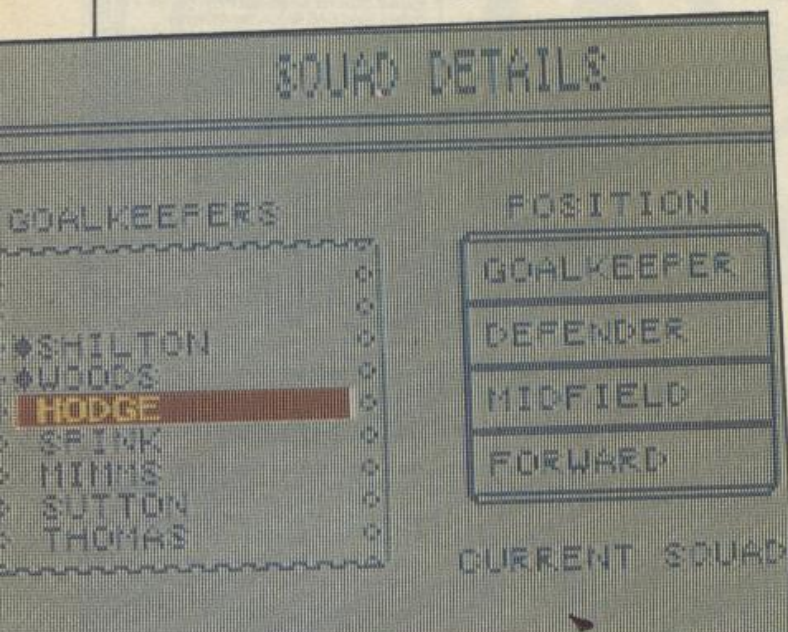 SQUAD DETAILS
GOALKEEPERS
SHILTON
WOODS
HODGE
SPINK
MIMMS
SUTTON
THOMAS
POSITION
GOALKEEPER
DEFENDER
MIDFIELD
FORWARD
CURRENT SQUAD